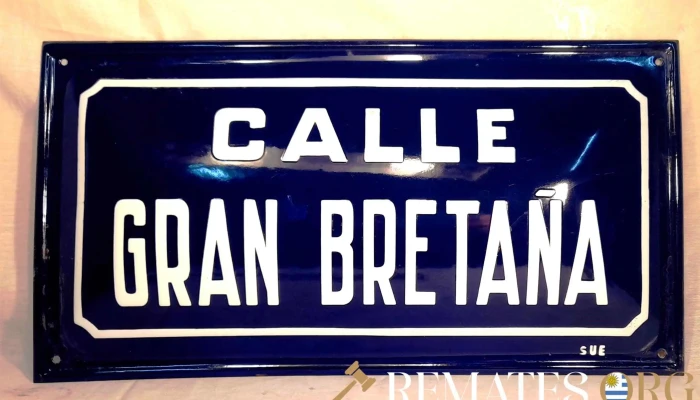 CALLE
GRAN BRETAÑA
SUE
REMATES ORG